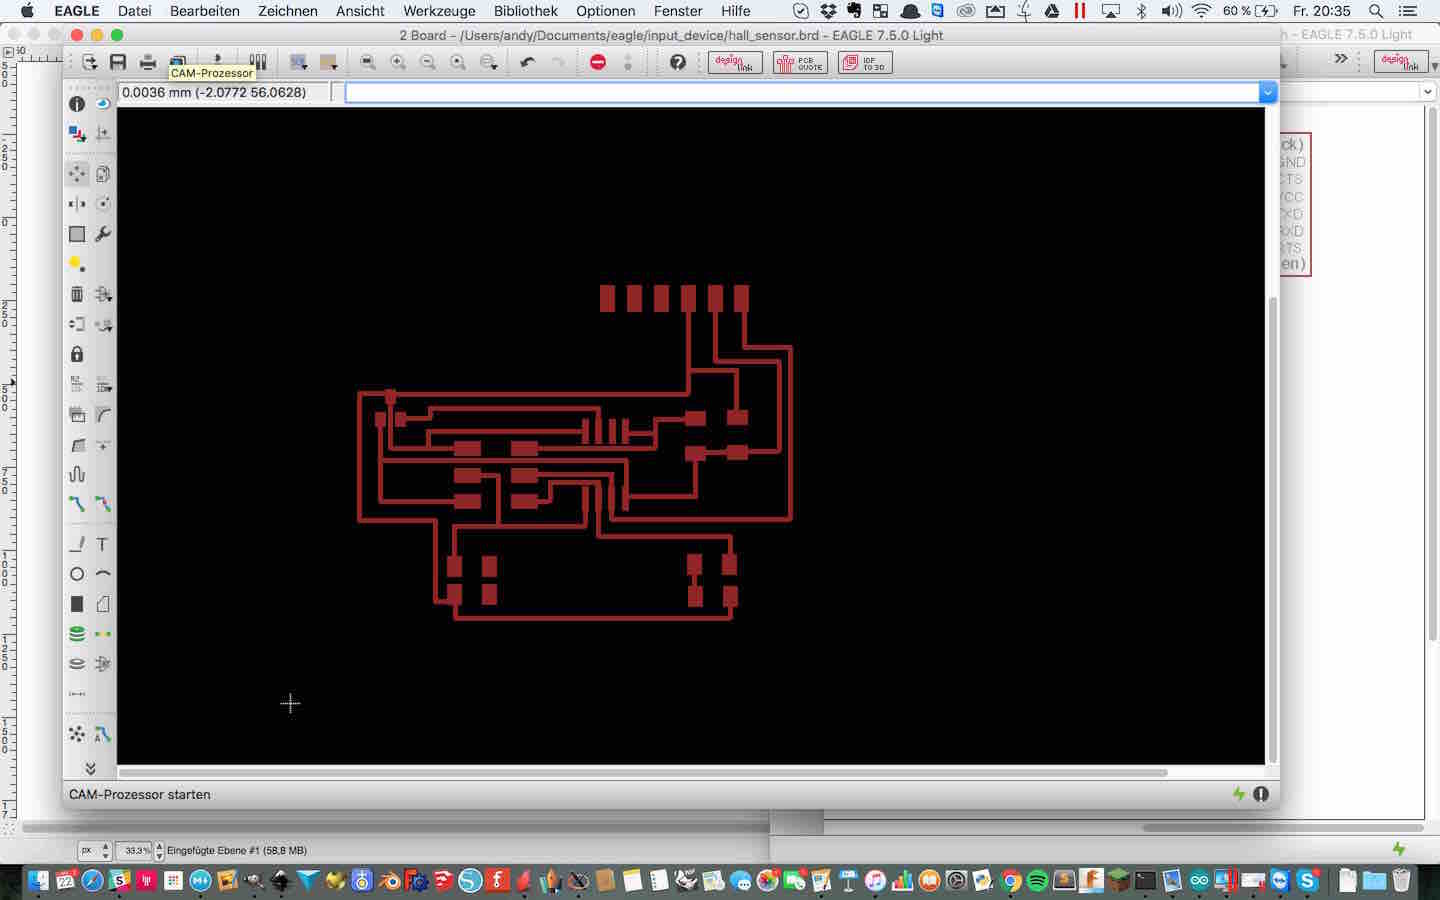 EAGLE Datei Bearbeiten Zeichnen Ansicht Werkzeuge Bibliothek Optionen Fenster Hilfe 60 % Fr. 20:35
2 Board - /Users/andy/Documents/eagle/input_device/hall_sensor.brd - EAGLE 7.5.0 Light
h - EAGLE 7.5.0 Light
design link
PCB QUOTE
IDF TO 3D
design link
CAM-Prozessor
0.0036 mm (-2.0772 56.0628)
ck)
GND
CTS
VCC
RTS
en)
CAM-Prozessor starten
px 33,3% Eingefügte Ebene #1 (58,8 MB)